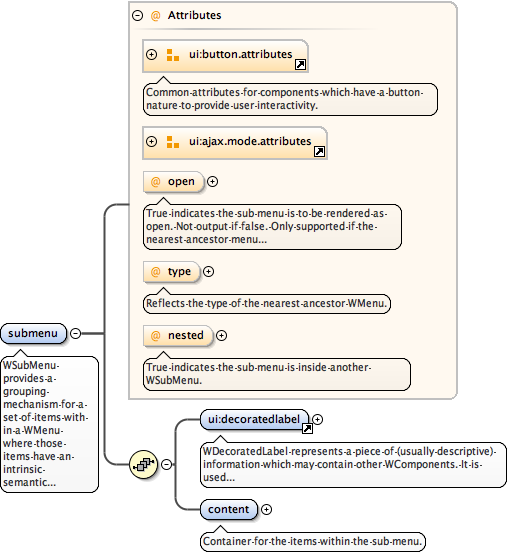 Attributes
ui:button.attributes
Common-attributes-for-components-which-have-a-button-
nature-to-provide-user-interactivity.
ui:ajax.mode.attributes
@ open
True-indicates-the-sub-menu-is-to-be-rendered-as-
open.-Not-output-if-false.-Only-supported-if-the-
nearest-ancestor-menu...
@ type
Reflects-the-type-of-the-nearest-ancestor-WMenu.
@ nested
True-indicates-the-sub-menu-is-inside-another-
WSubMenu.
submenu
WSubMenu-
provides-a-
grouping-
mechanism-for-a-
set-of-items-with-
in-a-WMenu-
where-those-
items-have-an-
intrinsic-
semantic...
ui:decoratedlabel
WDecoratedLabel-represents-a-piece-of-(usually-descriptive)-
information-which-may-contain-other-WComponents.-It-is-
used...
content
Container-for-the-items-within-the-sub-menu.